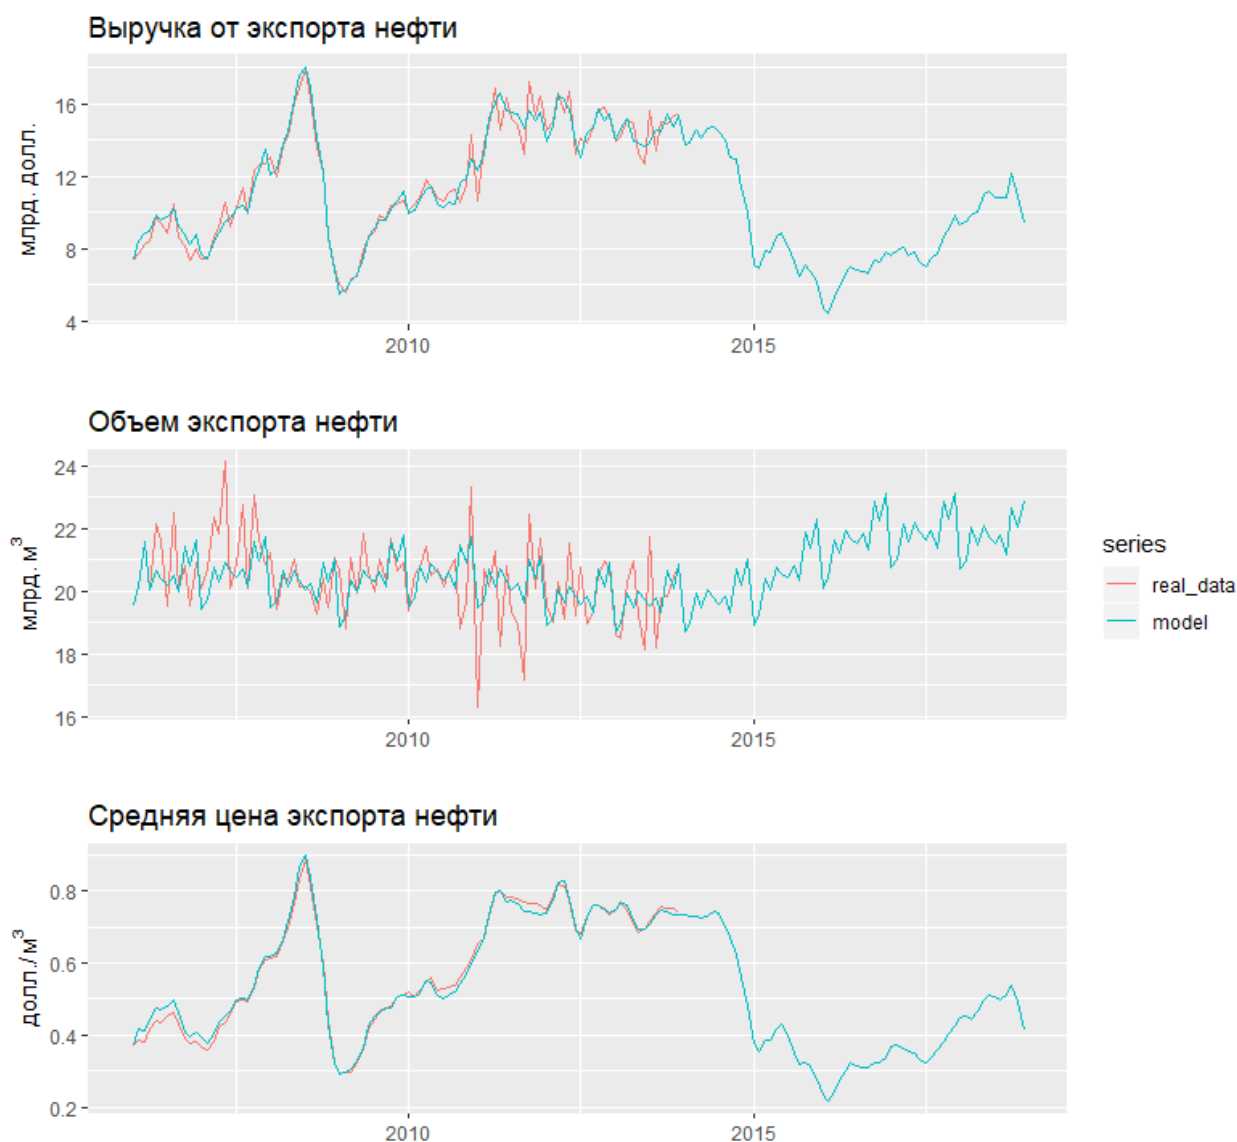 Выручка от экспорта нефти
млрд. долл.
16
12
8
4
2010
2015
Объем экспорта нефти
млрд. м³
24
22
20
18
16
2010
2015
series
real_data
model
Средняя цена экспорта нефти
долл./м³
0.8
0.6
0.4
0.2
2010
2015